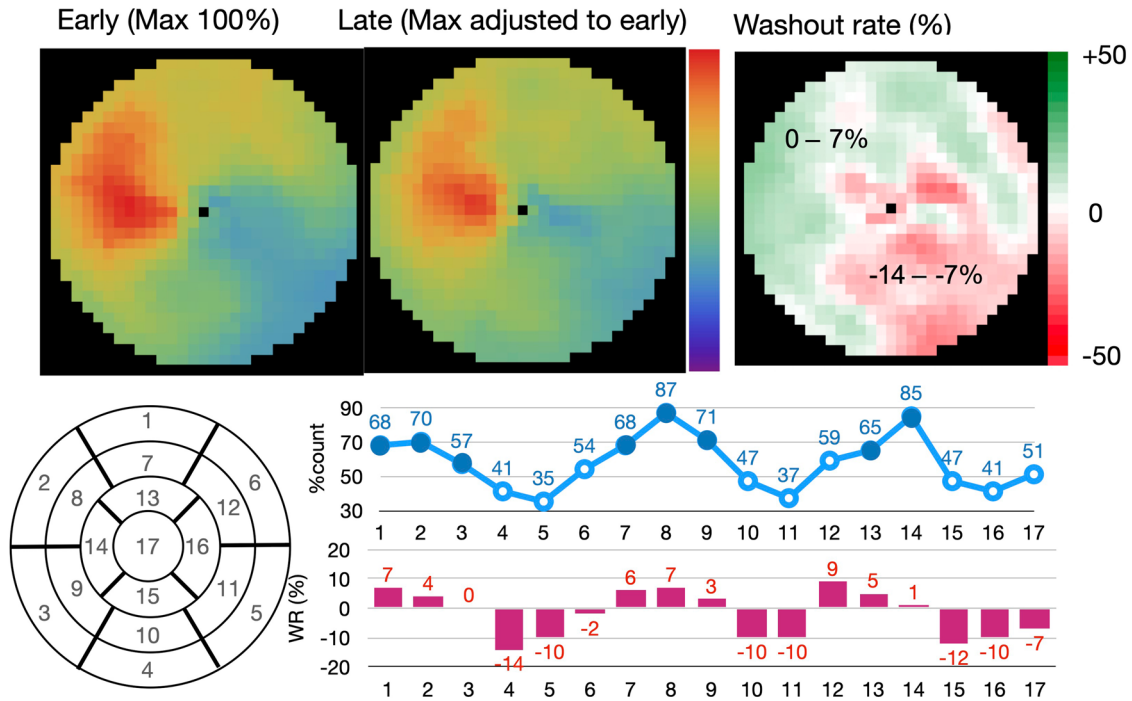 Early (Max 100%)
Late (Max adjusted to early)
Washout rate (%)
+50
0 – 7%
0
-14 – -7%
-50
1
2
7
6
8
13
12
14
17
16
9
15
11
3
10
5
4
%count
90
70
50
30
68 70 57 41 35 54 68 87 71 47 37 59 65 85 47 41 51
1 2 3 4 5 6 7 8 9 10 11 12 13 14 15 16 17
WR (%)
20
10
0
-10
-20
7 4 0 -14 -10 -2 6 7 3 -10 -10 9 5 1 -12 -10 -7
1 2 3 4 5 6 7 8 9 10 11 12 13 14 15 16 17